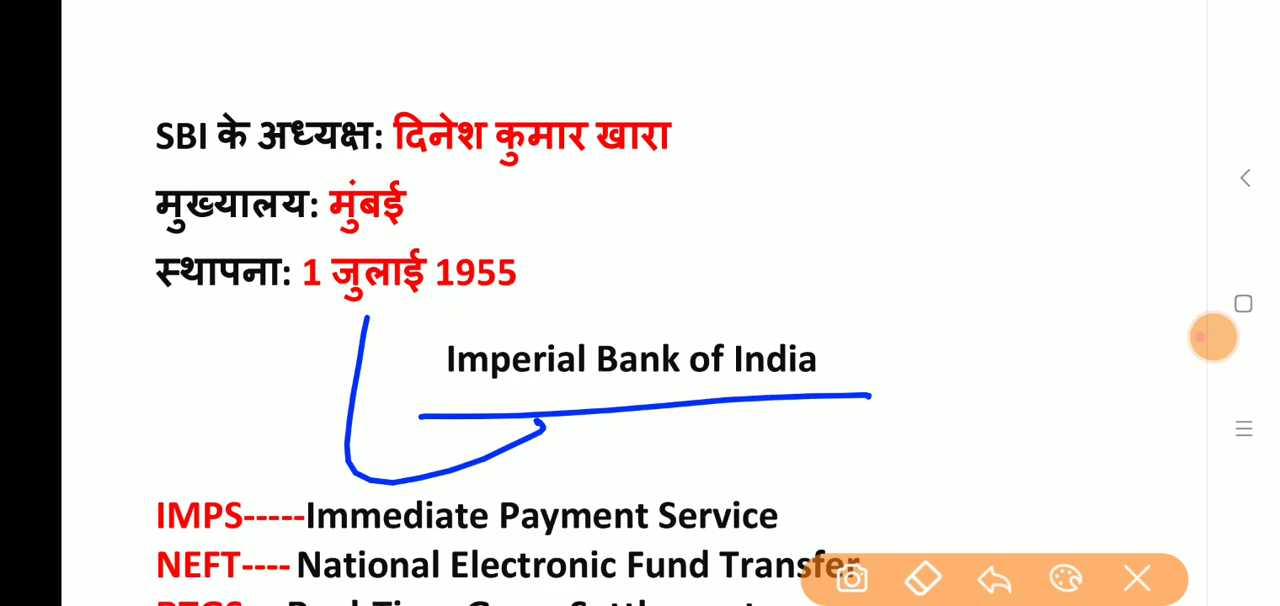 SBI के अध्यक्ष: दिनेश कुमार खारा
मुख्यालय: मुंबई
स्थापना: 1 जुलाई 1955
Imperial Bank of India
IMPS-----Immediate Payment Service
NEFT---- National Electronic Fund Transfer